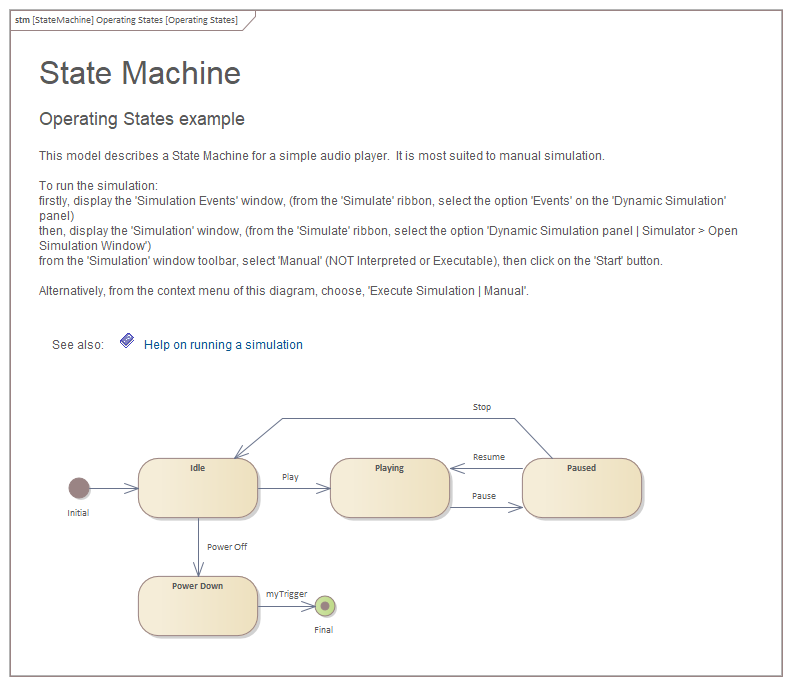 stm [StateMachine] Operating States [Operating States]
State Machine
Operating States example
This model describes a State Machine for a simple audio player.  It is most suited to manual simulation.
To run the simulation:
firstly, display the 'Simulation Events' window, (from the 'Simulate' ribbon, select the option 'Events' on the 'Dynamic Simulation'
panel)
then, display the 'Simulation' window, (from the 'Simulate' ribbon, select the option 'Dynamic Simulation panel | Simulator > Open
Simulation Window')
from the 'Simulation' window toolbar, select 'Manual' (NOT Interpreted or Executable), then click on the 'Start' button.
Alternatively, from the context menu of this diagram, choose, 'Execute Simulation | Manual'.
See also: Help on running a simulation
Stop
Idle
Playing
Paused
Resume
Play
Pause
Initial
Power Off
Power Down
myTrigger
Final